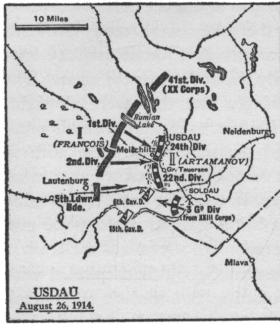 10 Miles
41st. Div.
(XX Corps)
1st. Div.
Rumian
Lake
I
(FRANÇOIS)
USDAU
24th Div.
Neidenburg
Meischlitz
I
(ARTAMANOV)
2nd. Div.
Gr. Tauersee
22nd. Div.
Lautenburg
SOLDAU
5th. Ldwr.
Bde.
6th. Cav. D.
3 Gd Div
(from XXIII Corps)
15th. Cav. D.
Mlava
USDAU
August 26, 1914.